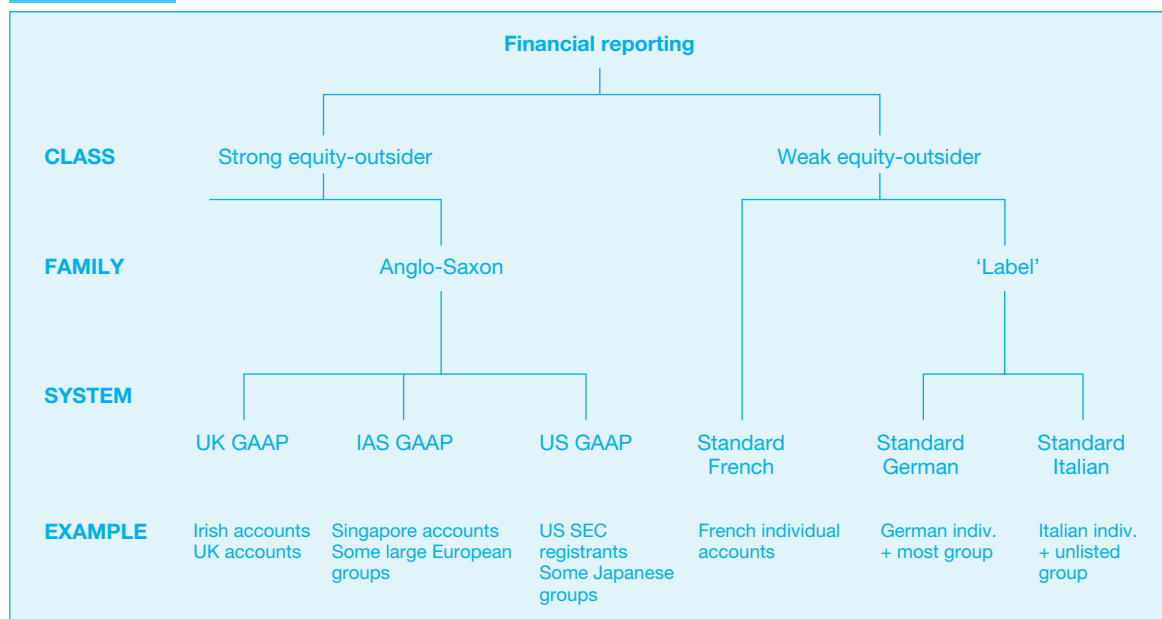 Financial reporting
CLASS
Strong equity-outsider
Weak equity-outsider
FAMILY
Anglo-Saxon
‘Label’
SYSTEM
UK GAAP
IAS GAAP
US GAAP
Standard
French
Standard
German
Standard
Italian
EXAMPLE
Irish accounts
UK accounts
Singapore accounts
Some large European
groups
US SEC
registrants
Some Japanese
groups
French individual
accounts
German indiv.
+ most group
Italian indiv.
+ unlisted
group